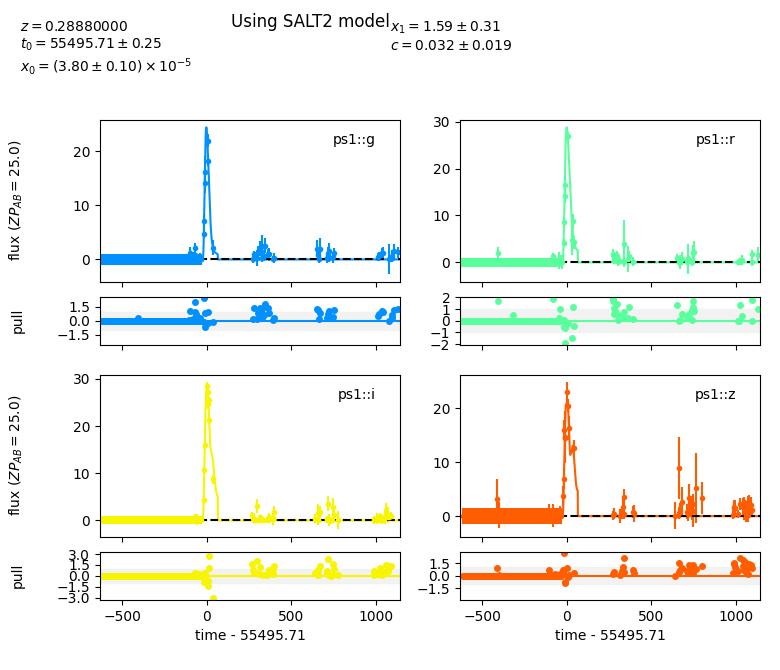 Using SALT2 model
z = 0.28880000
t₀ = 55495.71 ± 0.25
x₀ = (3.80 ± 0.10) × 10⁻⁵
x₁ = 1.59 ± 0.31
c = 0.032 ± 0.019
flux (ZP_AB = 25.0)
20
10
0
ps1::g
30
20
10
0
ps1::r
pull
1.5
0.0
−1.5
2
1
0
−1
−2
flux (ZP_AB = 25.0)
30
20
10
0
ps1::i
20
10
0
ps1::z
pull
3.0
1.5
0.0
−1.5
−3.0
1.5
0.0
−1.5
−500 0 500 1000
−500 0 500 1000
time - 55495.71
time - 55495.71